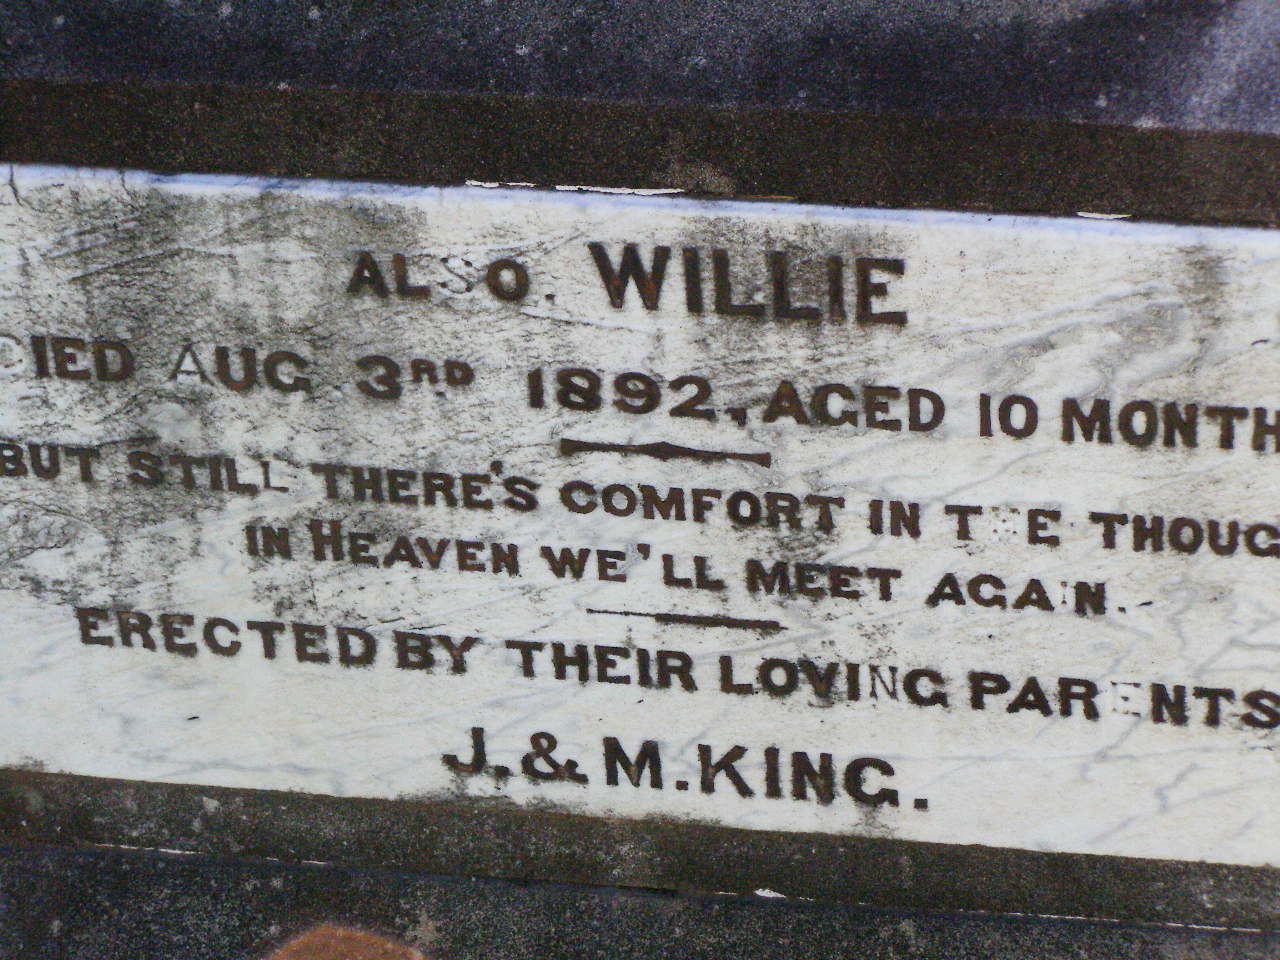 ALSO. WILLIE
DIED AUG 3RD 1892, AGED 10 MONTH
BUT STILL THERE'S COMFORT IN THE THOUG
IN HEAVEN WE'LL MEET AGAIN.
ERECTED BY THEIR LOVING PARENTS
J. & M. KING.